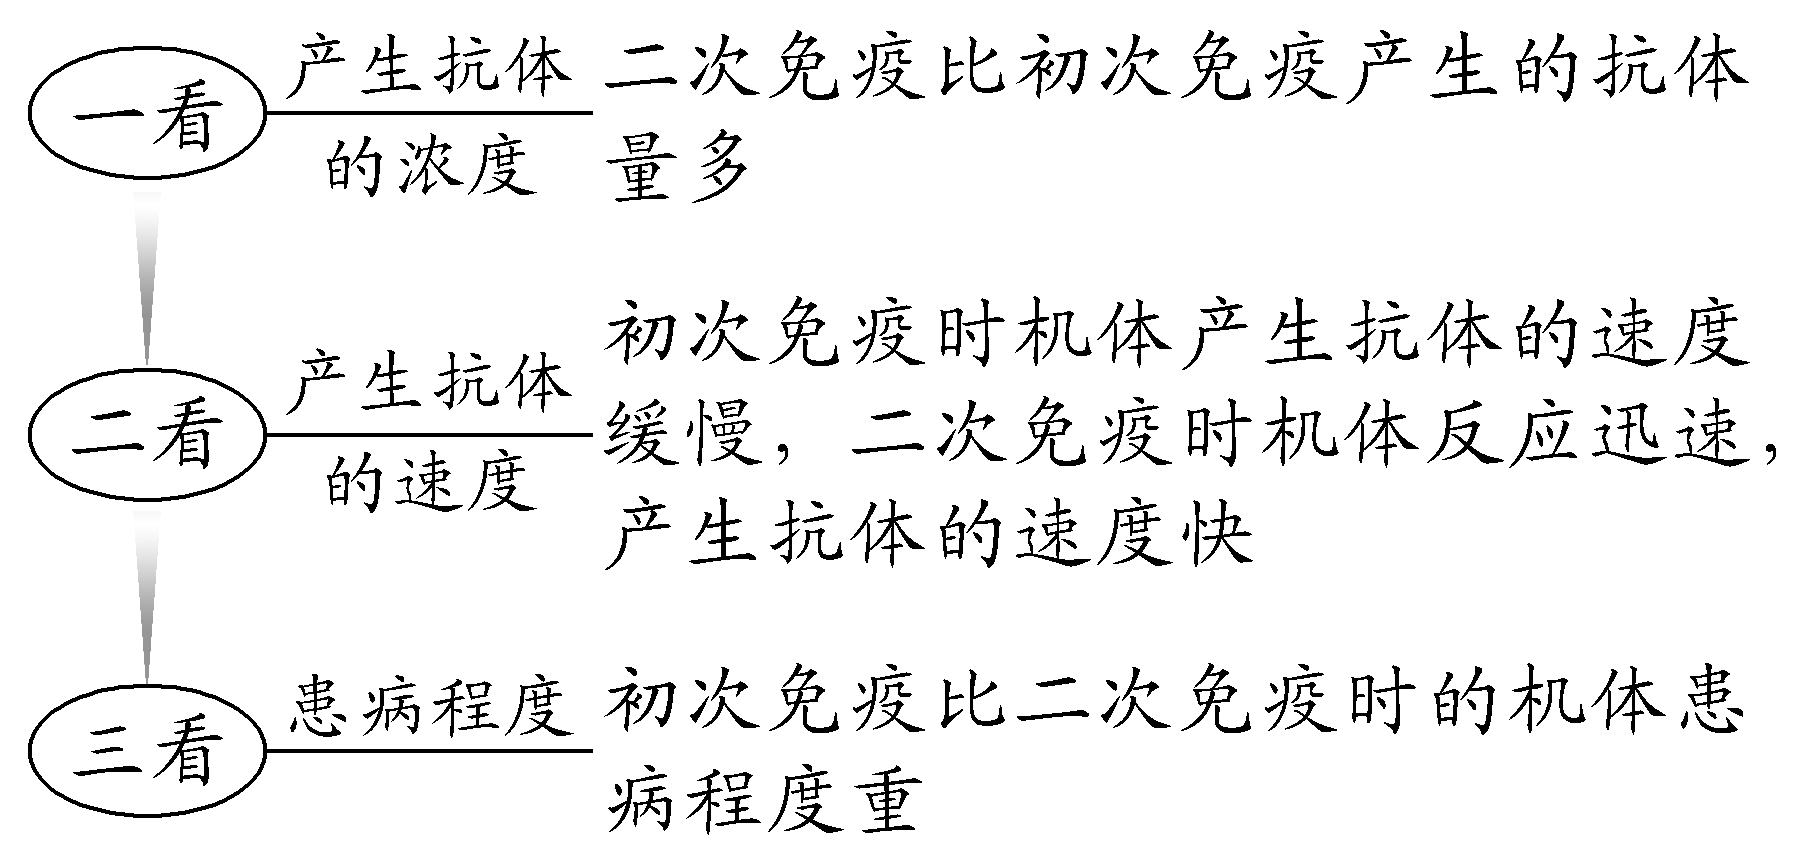 一看
产生抗体
的浓度
二次免疫比初次免疫产生的抗体
量多
二看
产生抗体
的速度
初次免疫时机体产生抗体的速度
缓慢，二次免疫时机体反应迅速，
产生抗体的速度快
三看
患病程度
初次免疫比二次免疫时的机体患
病程度重